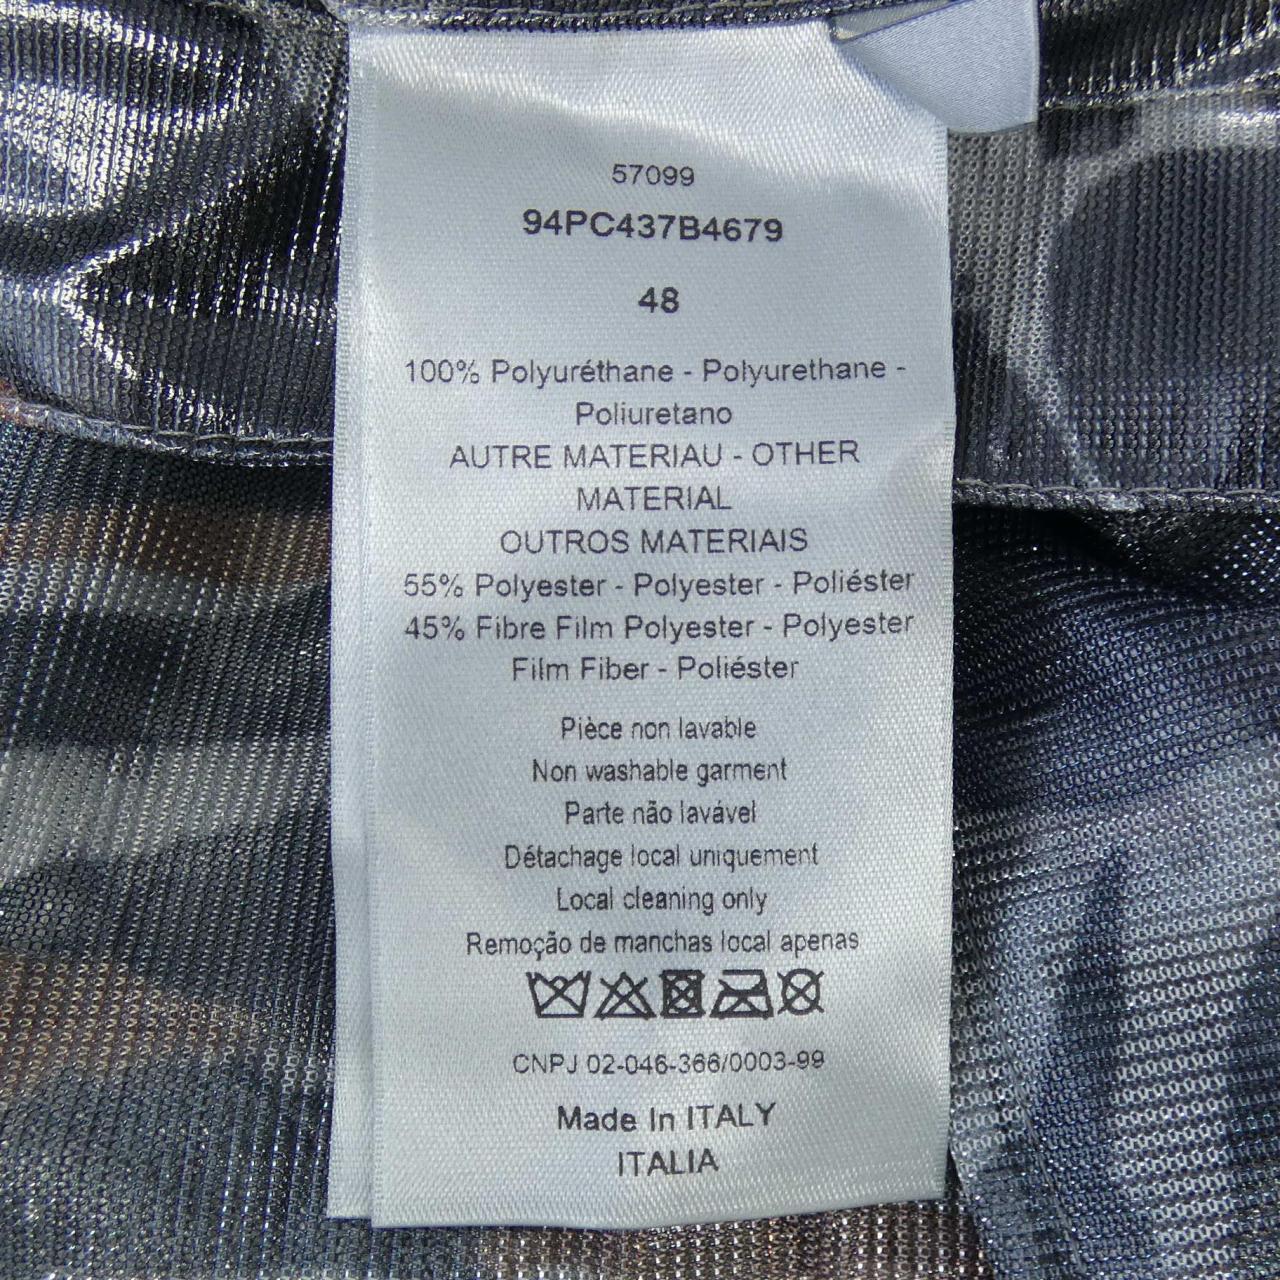 57099
94PC437B4679
48
100% Polyuréthane - Polyurethane -
Poliuretano
AUTRE MATERIAU - OTHER
MATERIAL
OUTROS MATERIAIS
55% Polyester - Polyester - Poliéster
45% Fibre Film Polyester - Polyester
Film Fiber - Poliéster
Pièce non lavable
Non washable garment
Parte não lavável
Détachage local uniquement
Local cleaning only
Remoção de manchas local apenas
CNPJ 02-046-366/0003-99
Made In ITALY
ITALIA